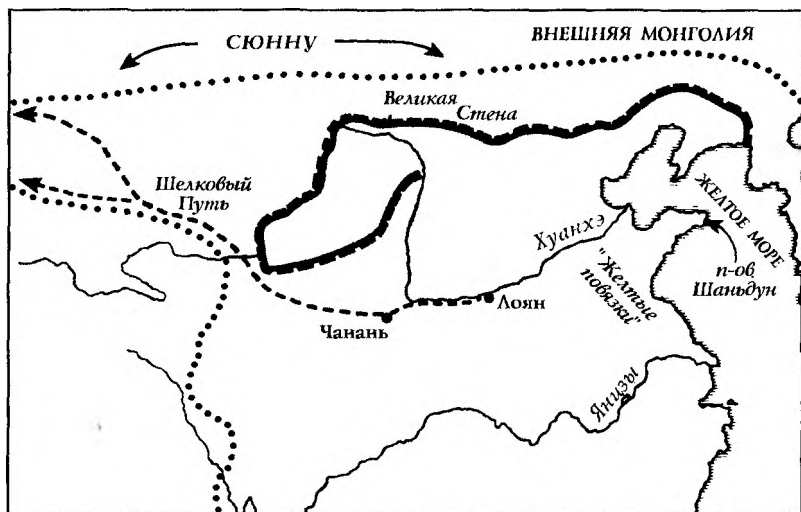 СЮННУ
ВНЕШНЯЯ МОНГОЛИЯ
Великая
Стена
Шелковый
Путь
ЖЕЛТОЕ МОРЕ
Хуанхэ
п-ов
Шаньдун
"Желтые
повязки"
Лоян
Чанань
Янцзы